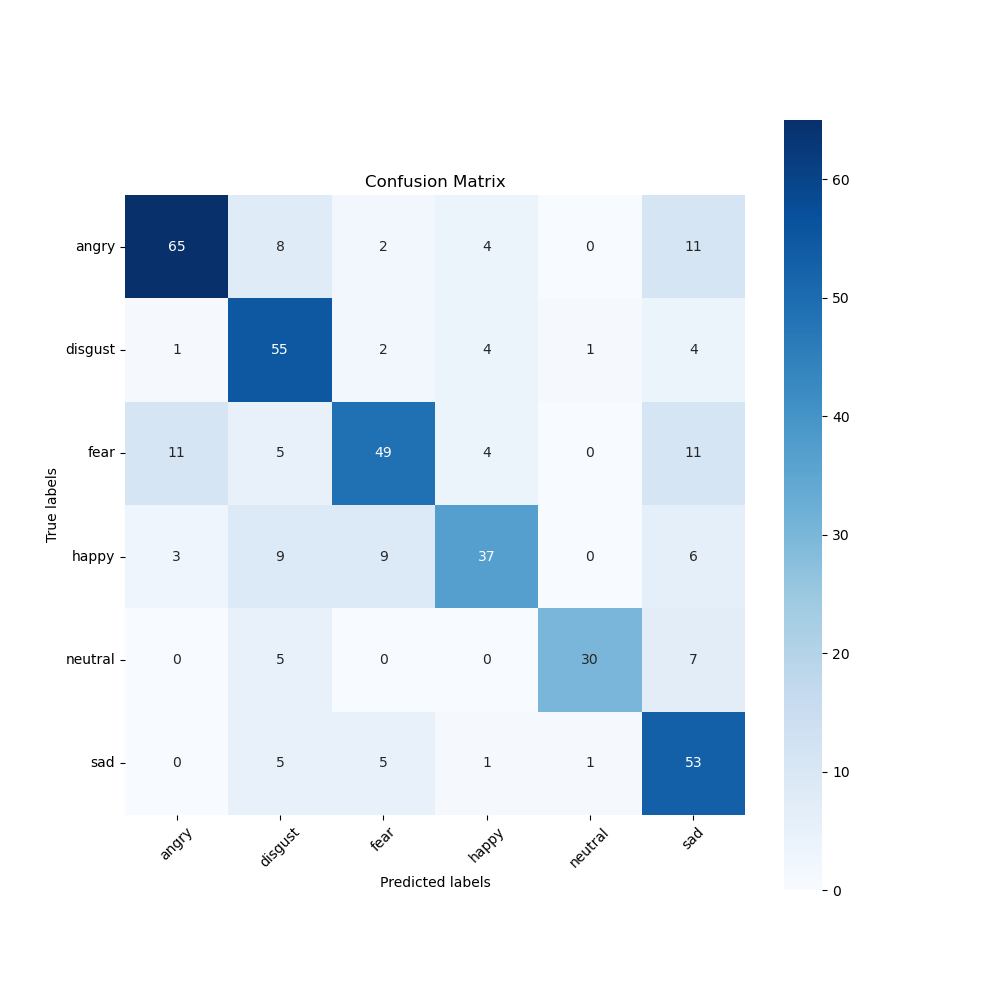 Confusion Matrix
angry 65 8 2 4 0 11
disgust 1 55 2 4 1 4
fear 11 5 49 4 0 11
happy 3 9 9 37 0 6
neutral 0 5 0 0 30 7
sad 0 5 5 1 1 53
angry disgust fear happy neutral sad
Predicted labels
True labels
60
50
40
30
20
10
0